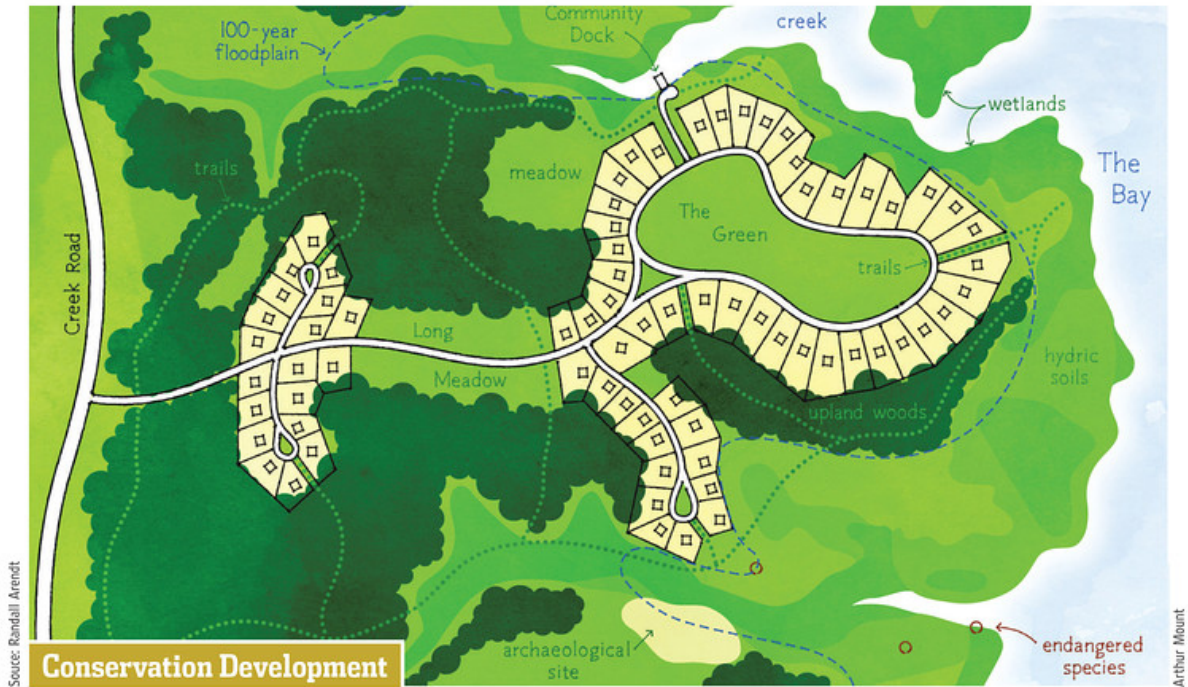 100-year
floodplain
Community
Dock
creek
wetlands
The
Bay
trails
meadow
The
Green
trails
Creek Road
Long
Meadow
hydric
soils
upland woods
archaeological
site
endangered
species
Conservation Development
Souce: Randall Arendt
Arthur Mount